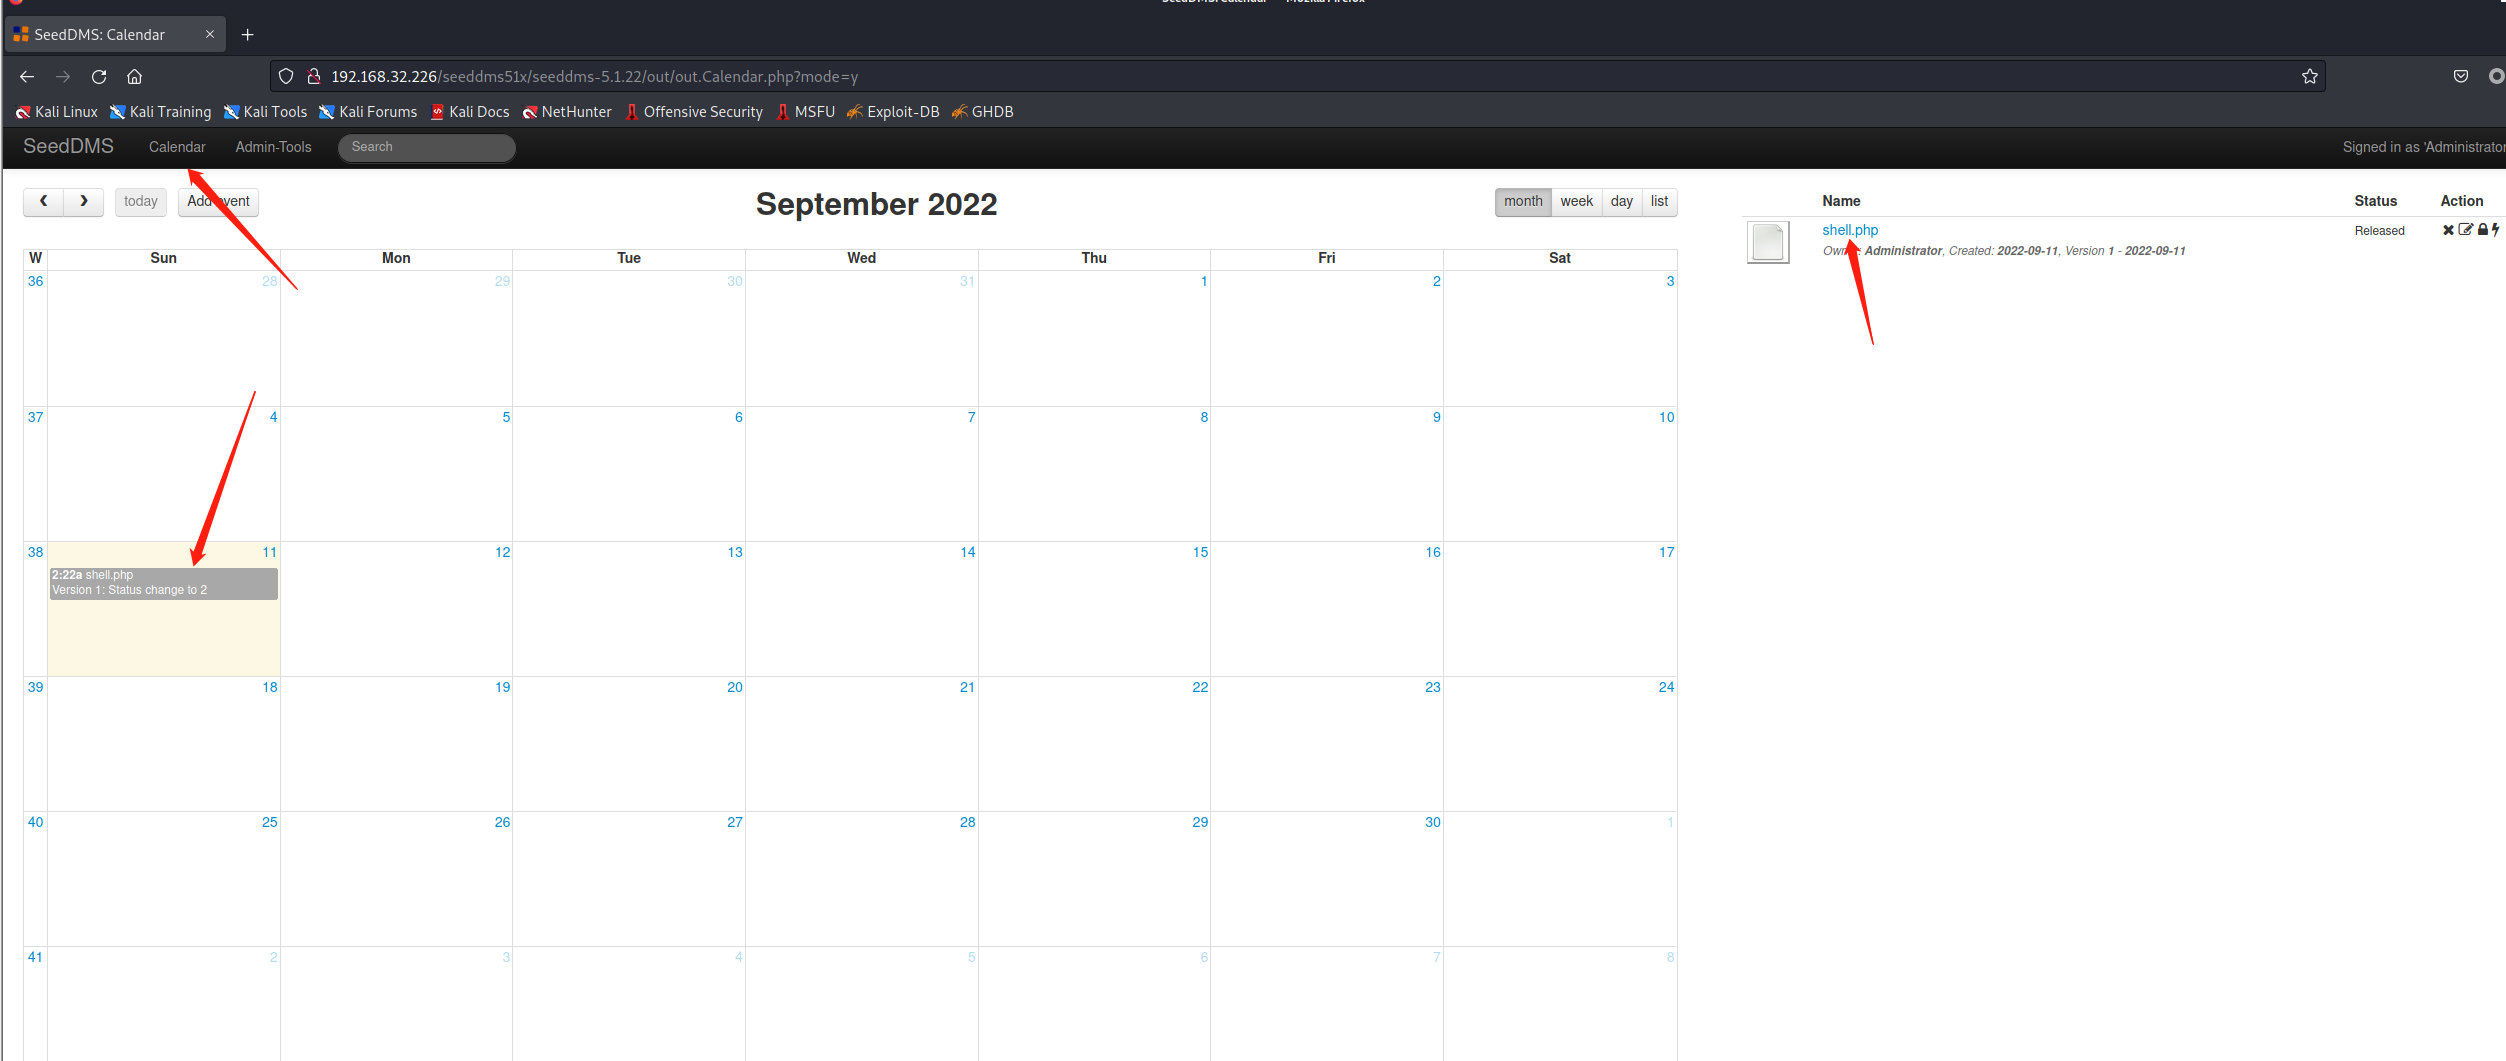 SeedDMS: Calendar
192.168.32.226/seeddms51x/seeddms-5.1.22/out/out.Calendar.php?mode=y
Kali Linux Kali Training Kali Tools Kali Forums Kali Docs NetHunter Offensive Security MSFU Exploit-DB GHDB
SeedDMS Calendar Admin-Tools Search Signed in as 'Administrator
today Add event September 2022 month week day list
Name Status Action
shell.php Released
Owner: Administrator, Created: 2022-09-11, Version 1 - 2022-09-11
W Sun Mon Tue Wed Thu Fri Sat
36 28 29 30 31 1 2 3
37 4 5 6 7 8 9 10
38 11 12 13 14 15 16 17
2:22a shell.php
Version 1: Status change to 2
39 18 19 20 21 22 23 24
40 25 26 27 28 29 30 1
41 2 3 4 5 6 7 8